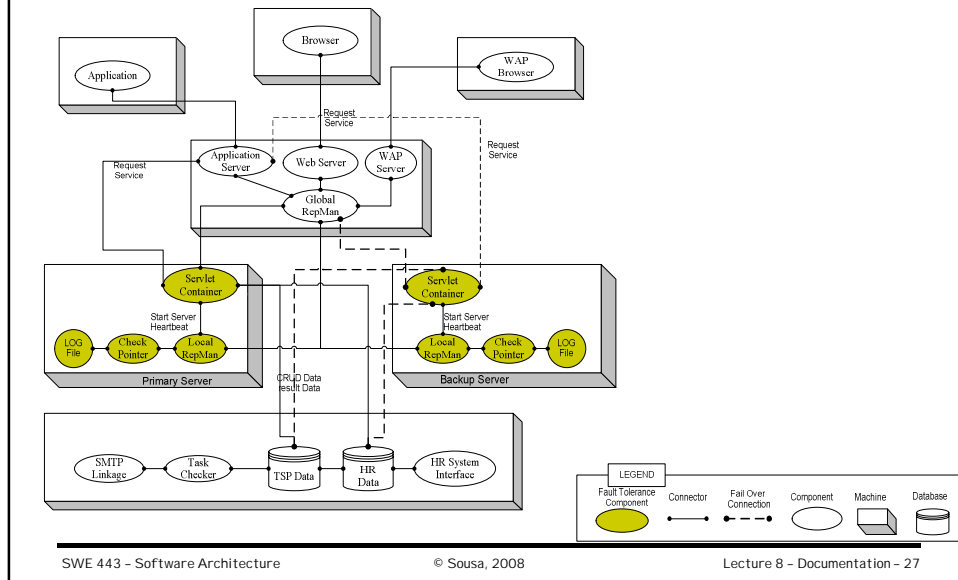 Browser
Application
WAP
Browser
Request
Service
Request
Service
Request
Service
Application
Server
Web Server
WAP
Server
Global
RepMan
Servlet
Container
Start Server
Heartbeat
LOG
File
Check
Pointer
Local
RepMan
Primary Server
Servlet
Container
Start Server
Heartbeat
Local
RepMan
Check
Pointer
LOG
File
Backup Server
CRUD Data
result Data
SMTP
Linkage
Task
Checker
TSP Data
HR
Data
HR System
Interface
LEGEND
Fault Tolerance
Component
Connector
Fail Over
Connection
Component
Machine
Database
SWE 443 – Software Architecture
© Sousa, 2008
Lecture 8 – Documentation – 27